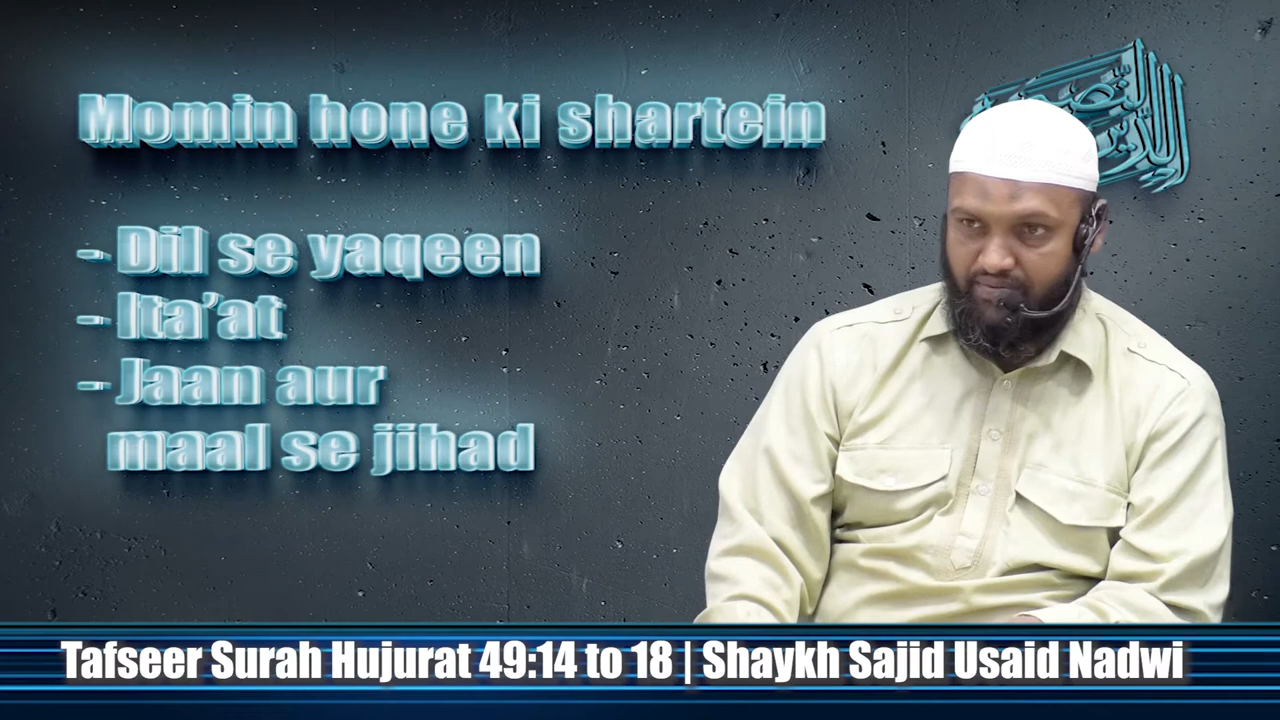 Momin hone ki shartein
- Dil se yaqeen
- Ita’at
- Jaan aur
maal se jihad
Tafseer Surah Hujurat 49:14 to 18 | Shaykh Sajid Usaid Nadwi